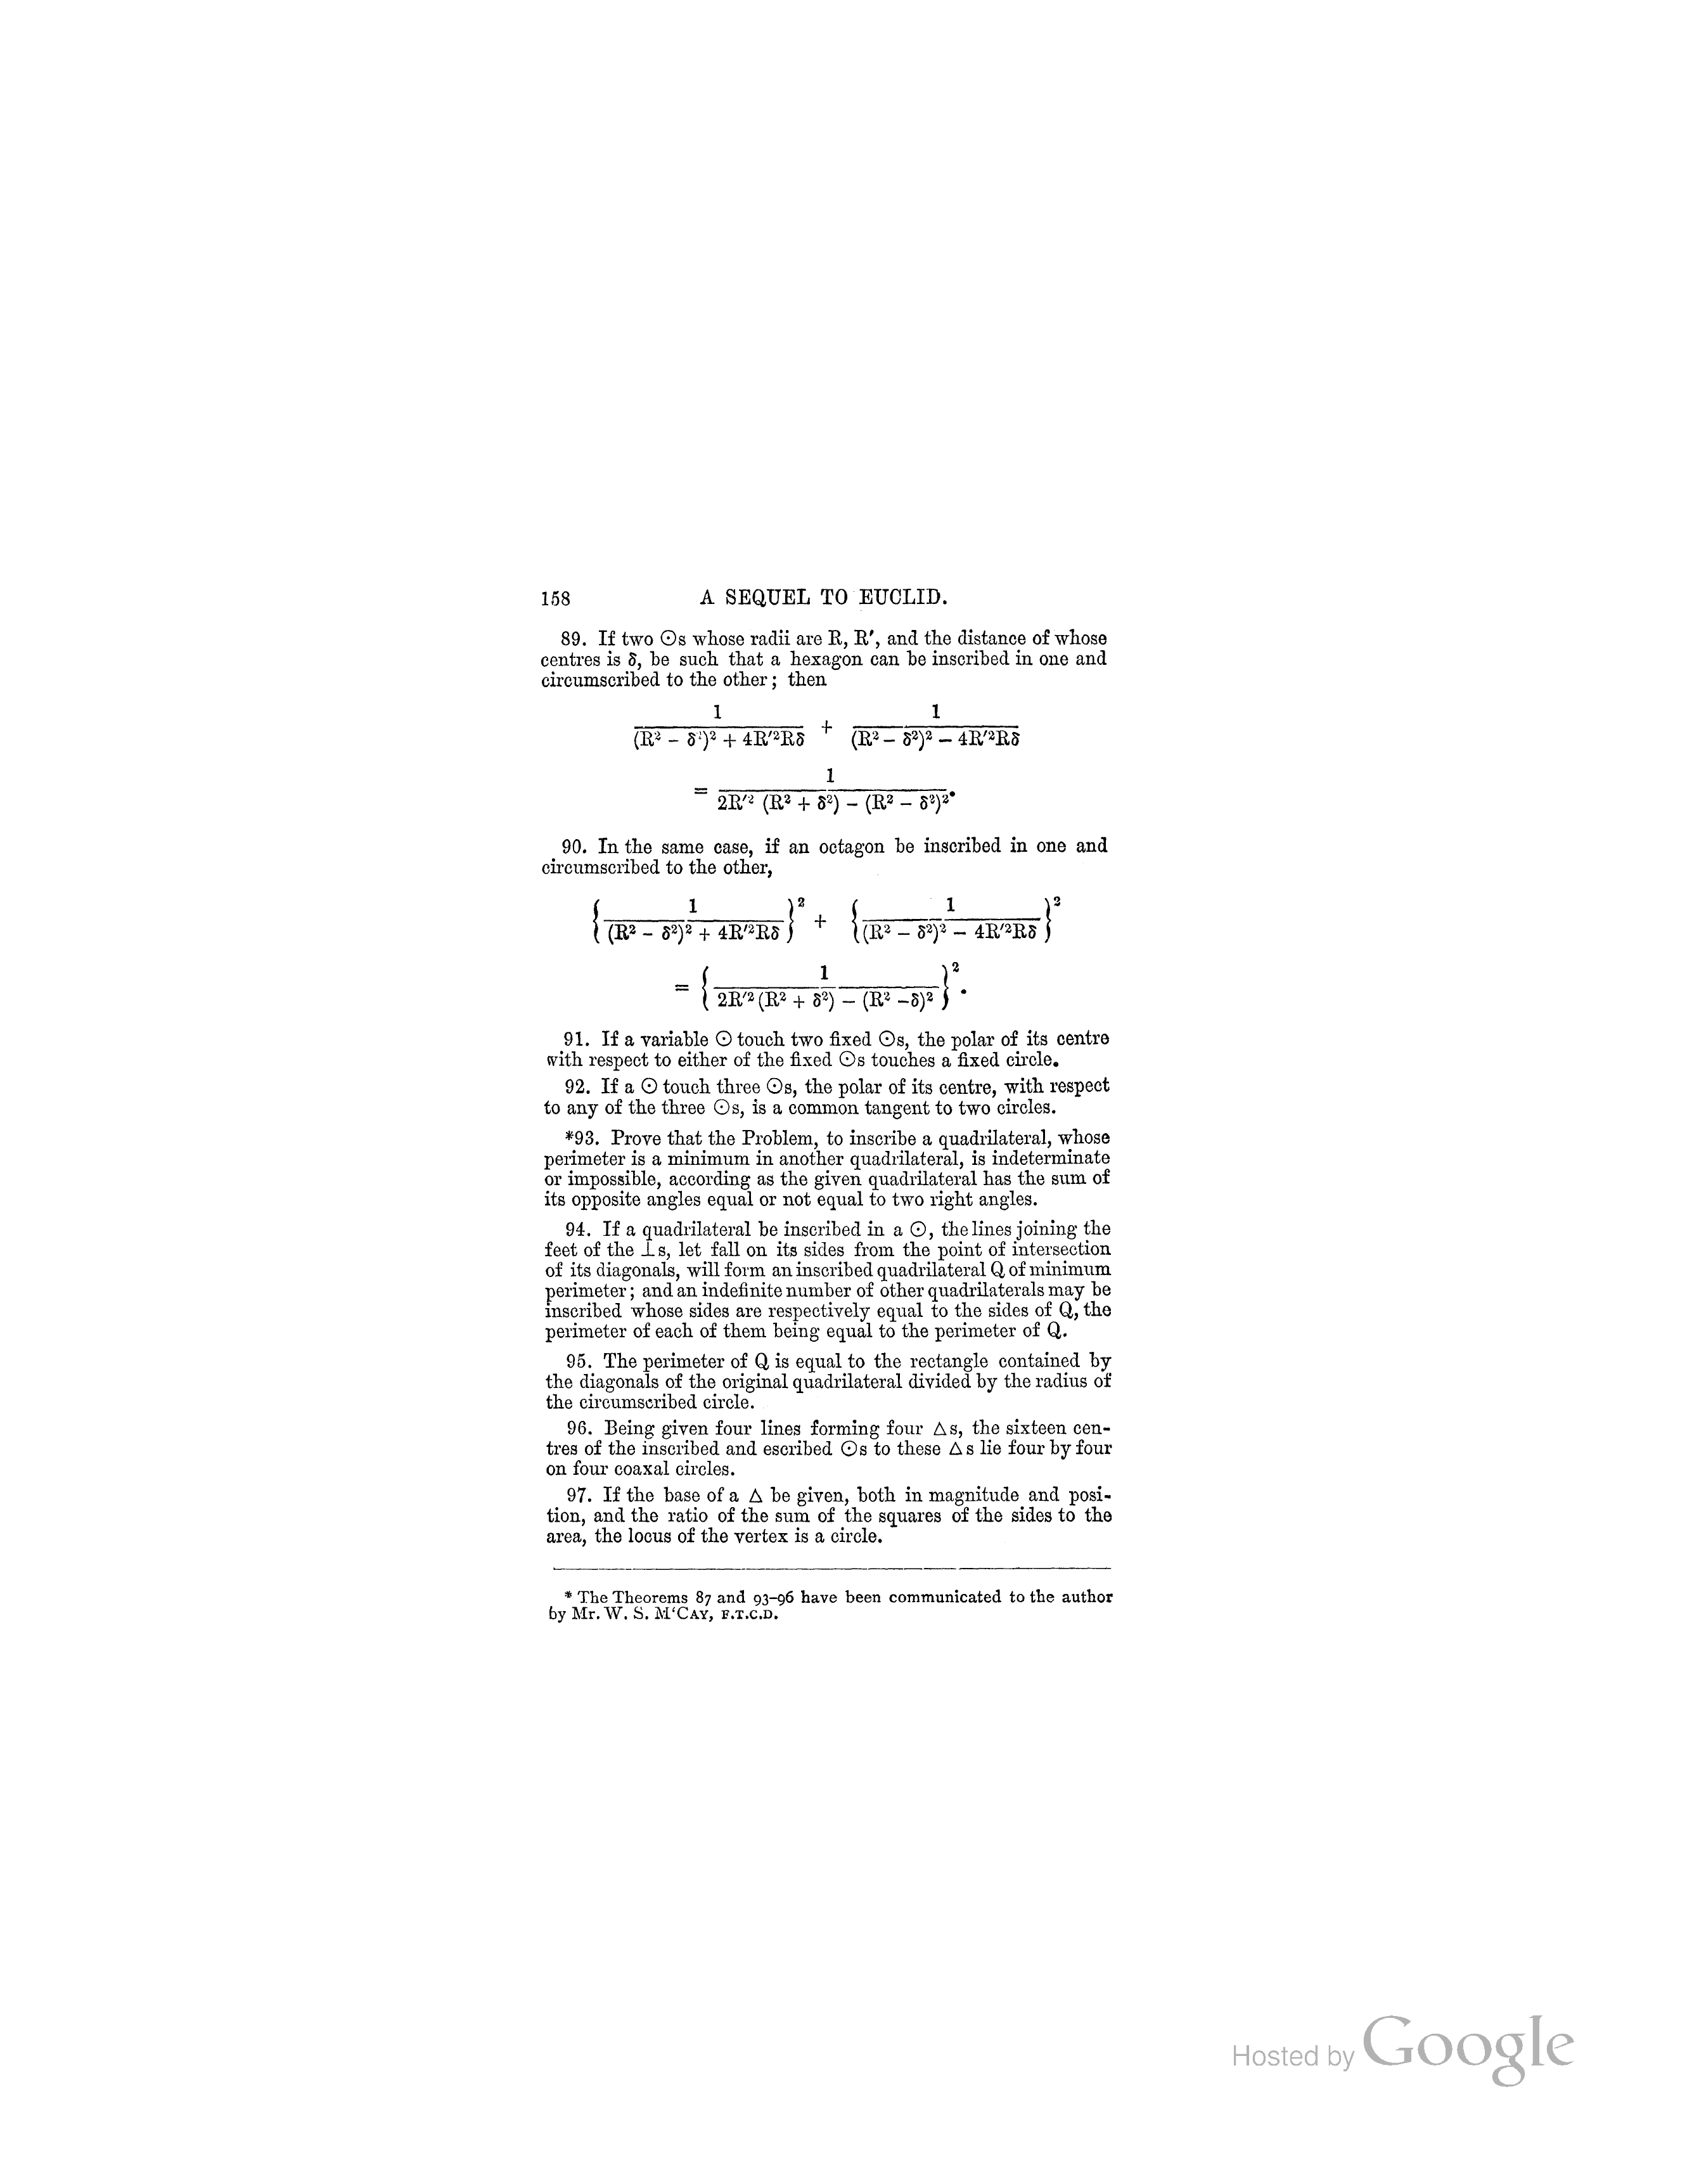 158 A SEQUEL TO EUCLID.
89. If two ⊙s whose radii are R, R′, and the distance of whose
centres is δ, be such that a hexagon can be inscribed in one and
circumscribed to the other; then
1/((R² − δ²)² + 4R′²Rδ) + 1/((R² − δ²)² − 4R′²Rδ)
= 1/(2R′² (R² + δ²) − (R² − δ²)²).
90. In the same case, if an octagon be inscribed in one and
circumscribed to the other,
{1/((R² − δ²)² + 4R′²Rδ)}² + {1/((R² − δ²)² − 4R′²Rδ)}²
= {1/(2R′² (R² + δ²) − (R² − δ)²)}².
91. If a variable ⊙ touch two fixed ⊙s, the polar of its centre
with respect to either of the fixed ⊙s touches a fixed circle.
92. If a ⊙ touch three ⊙s, the polar of its centre, with respect
to any of the three ⊙s, is a common tangent to two circles.
*93. Prove that the Problem, to inscribe a quadrilateral, whose
perimeter is a minimum in another quadrilateral, is indeterminate
or impossible, according as the given quadrilateral has the sum of
its opposite angles equal or not equal to two right angles.
94. If a quadrilateral be inscribed in a ⊙, the lines joining the
feet of the ⊥s, let fall on its sides from the point of intersection
of its diagonals, will form an inscribed quadrilateral Q of minimum
perimeter; and an indefinite number of other quadrilaterals may be
inscribed whose sides are respectively equal to the sides of Q, the
perimeter of each of them being equal to the perimeter of Q.
95. The perimeter of Q is equal to the rectangle contained by
the diagonals of the original quadrilateral divided by the radius of
the circumscribed circle.
96. Being given four lines forming four △s, the sixteen cen-
tres of the inscribed and escribed ⊙s to these △s lie four by four
on four coaxal circles.
97. If the base of a △ be given, both in magnitude and posi-
tion, and the ratio of the sum of the squares of the sides to the
area, the locus of the vertex is a circle.
* The Theorems 87 and 93–96 have been communicated to the author
by Mr. W. S. M‘CAY, F.T.C.D.
Hosted by Google